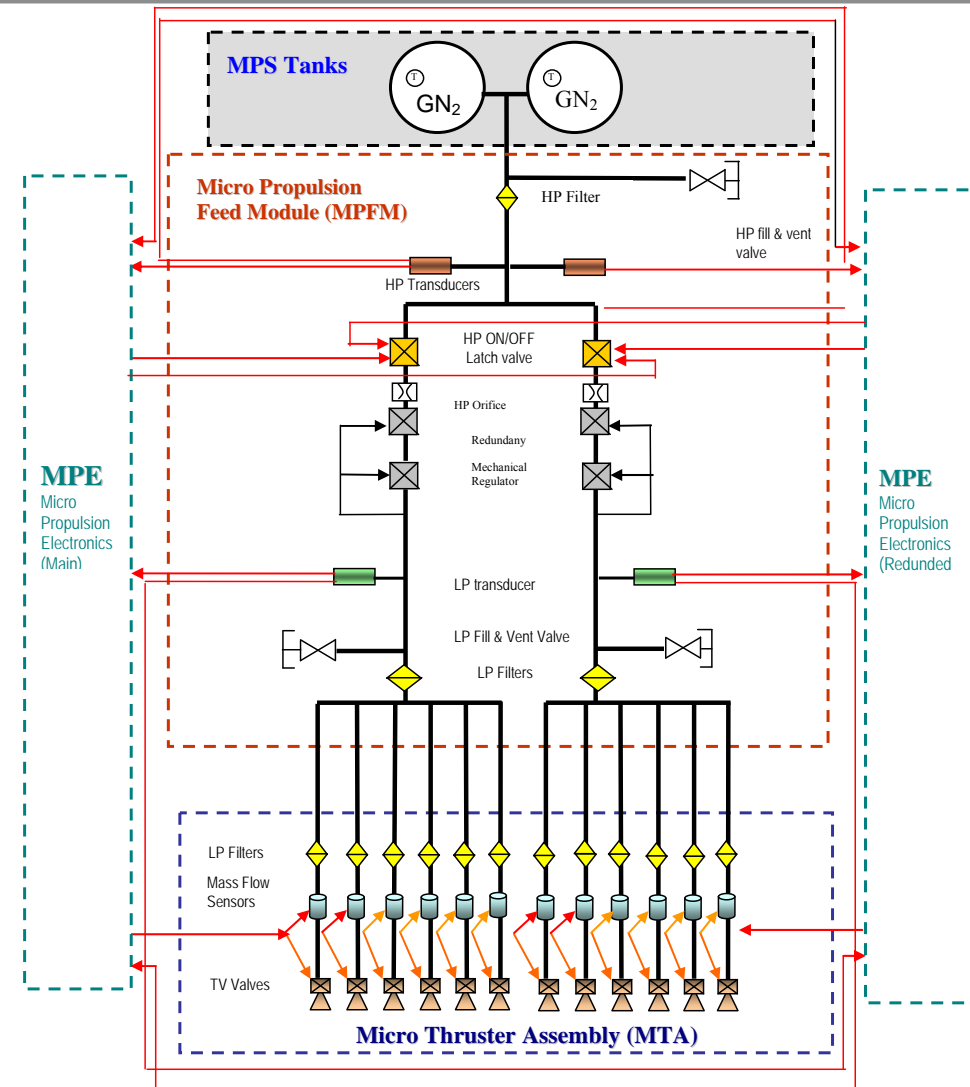 MPS Tanks
T
GN2
T
GN2
Micro Propulsion
Feed Module (MPFM)
HP Filter
HP fill & vent
valve
HP Transducers
HP ON/OFF
Latch valve
HP Orifice
Redundany
Mechanical
Regulator
MPE
Micro
Propulsion
Electronics
(Main)
MPE
Micro
Propulsion
Electronics
(Redunded
LP transducer
LP Fill & Vent Valve
LP Filters
LP Filters
Mass Flow
Sensors
TV Valves
Micro Thruster Assembly (MTA)